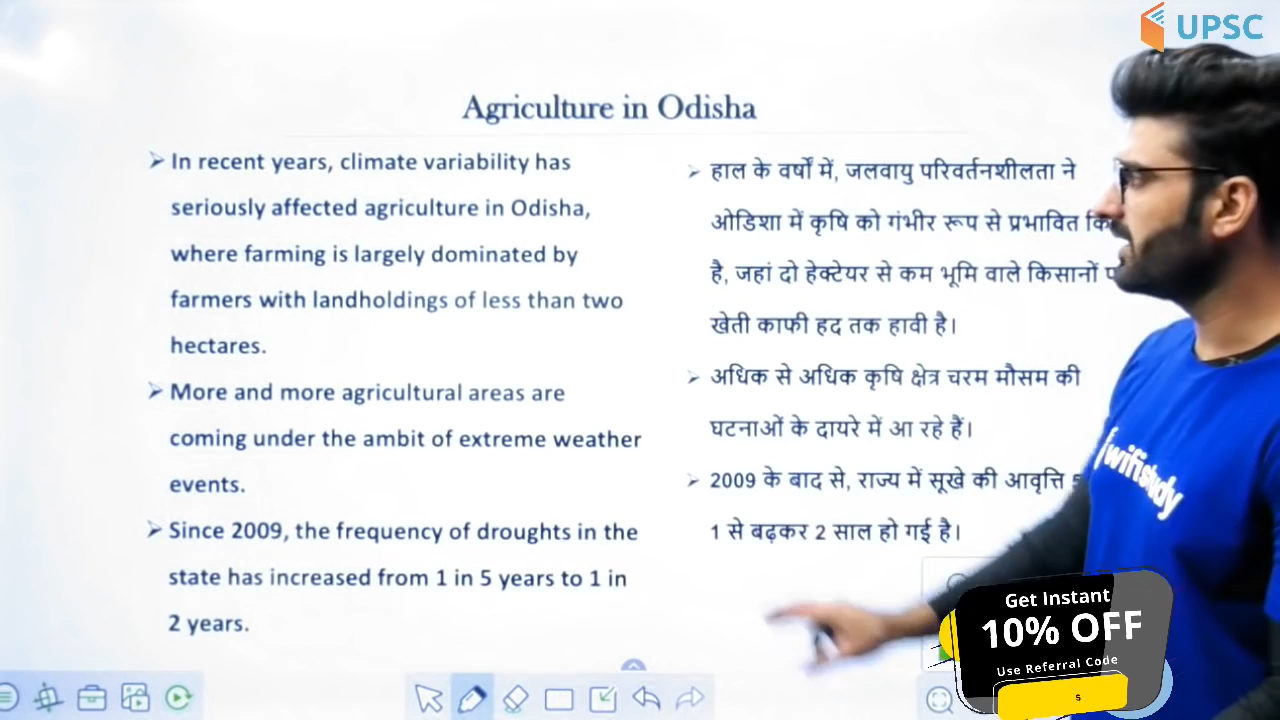 UPSC
Agriculture in Odisha
➢ In recent years, climate variability has
seriously affected agriculture in Odisha,
where farming is largely dominated by
farmers with landholdings of less than two
hectares.
➢ More and more agricultural areas are
coming under the ambit of extreme weather
events.
➢ Since 2009, the frequency of droughts in the
state has increased from 1 in 5 years to 1 in
2 years.
➢ हाल के वर्षों में, जलवायु परिवर्तनशीलता ने
ओडिशा में कृषि को गंभीर रूप से प्रभावित
है, जहां दो हेक्टेयर से कम भूमि वाले किसानों
खेती काफी हद तक हावी है।
➢ अधिक से अधिक कृषि क्षेत्र चरम मौसम की
घटनाओं के दायरे में आ रहे हैं।
➢ 2009 के बाद से, राज्य में सूखे की आवृत्ति
1 से बढ़कर 2 साल हो गई है।
wifistudy
Get Instant
10% OFF
Use Referral Code
s